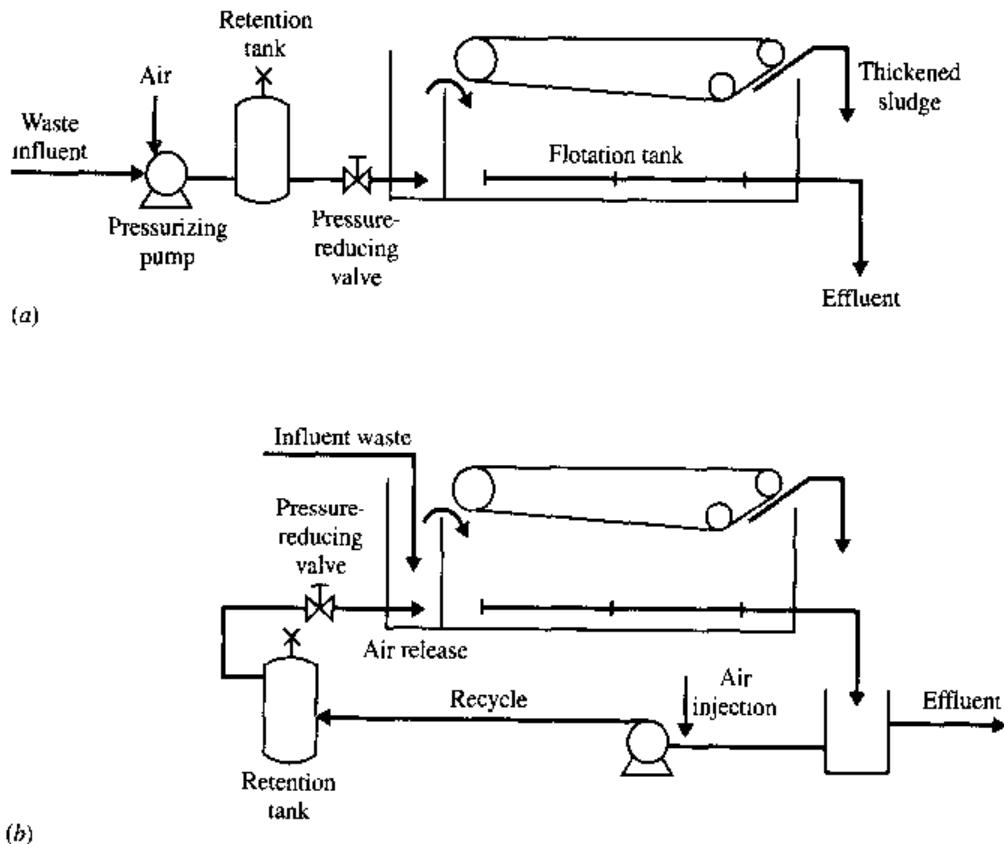 Retention
tank
Air
Waste
influent
Pressurizing
pump
Pressure-
reducing
valve
Flotation tank
Thickened
sludge
Effluent
(a)
Influent waste
Pressure-
reducing
valve
Air release
Retention
tank
Recycle
Air
injection
Effluent
(b)